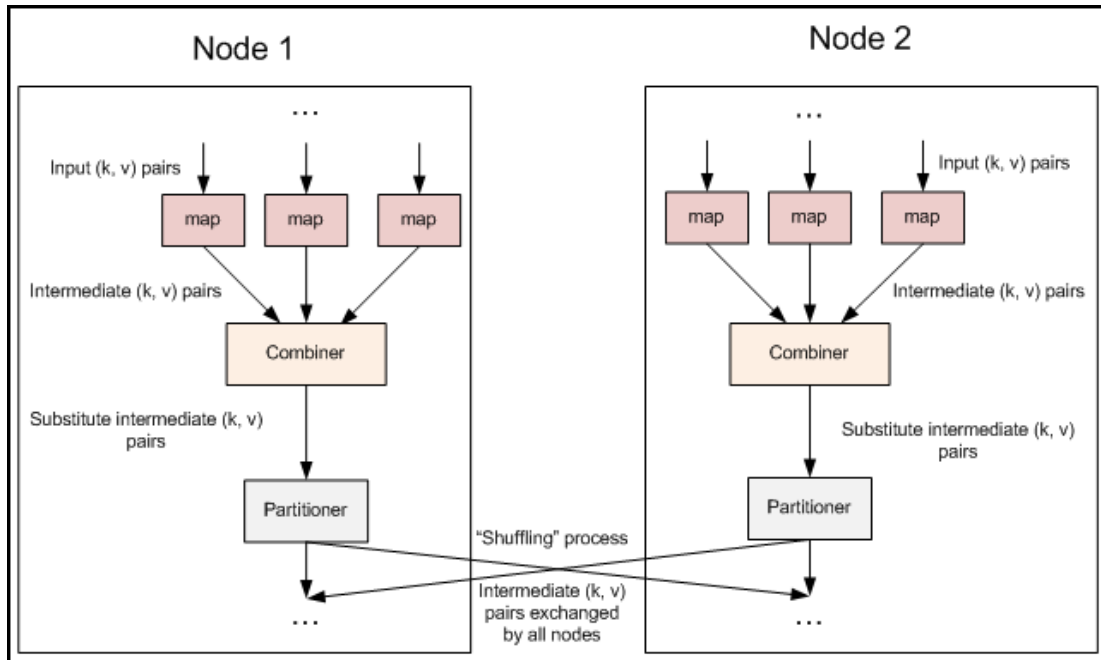 Node 1
Node 2
...
...
Input (k, v) pairs
Input (k, v) pairs
map
map
map
map
map
map
Intermediate (k, v) pairs
Intermediate (k, v) pairs
Combiner
Combiner
Substitute intermediate (k, v)
pairs
Substitute intermediate (k, v)
pairs
Partitioner
Partitioner
“Shuffling” process
Intermediate (k, v)
pairs exchanged
by all nodes
...
...